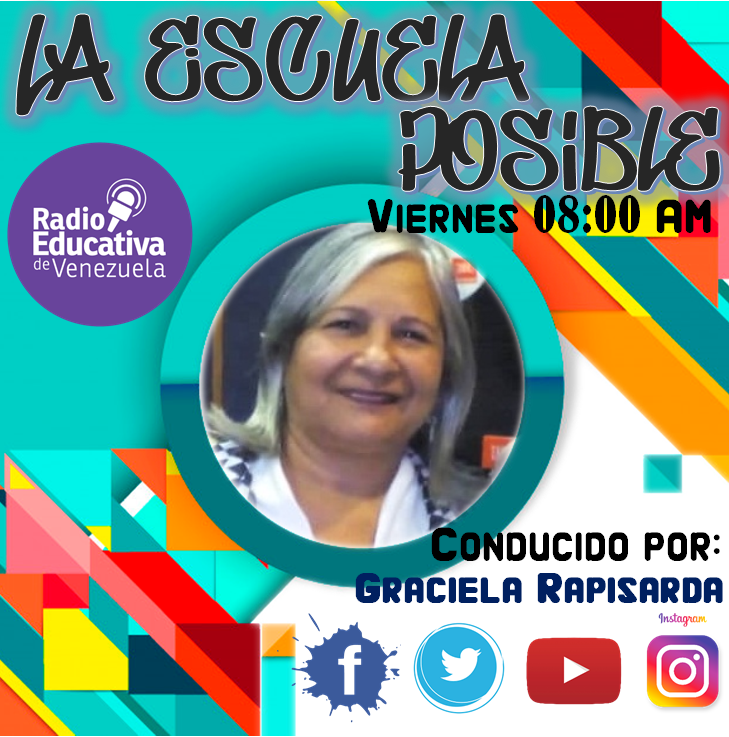 LA ESCUELA
POSIBLE
VIERNES 08:00 AM
Radio
Educativa
de Venezuela
CONDUCIDO POR:
GRACIELA RAPISARDA
Instagram
f